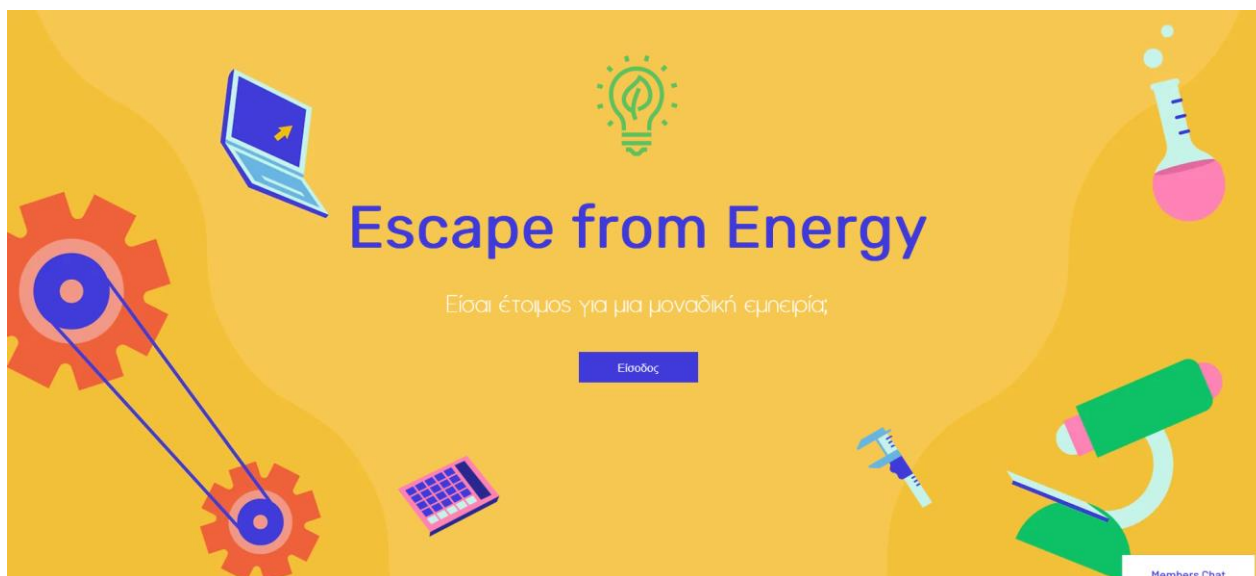 Escape from Energy
Είσαι έτοιμος για μια μοναδική εμπειρία;
Είσοδος
Members Chat